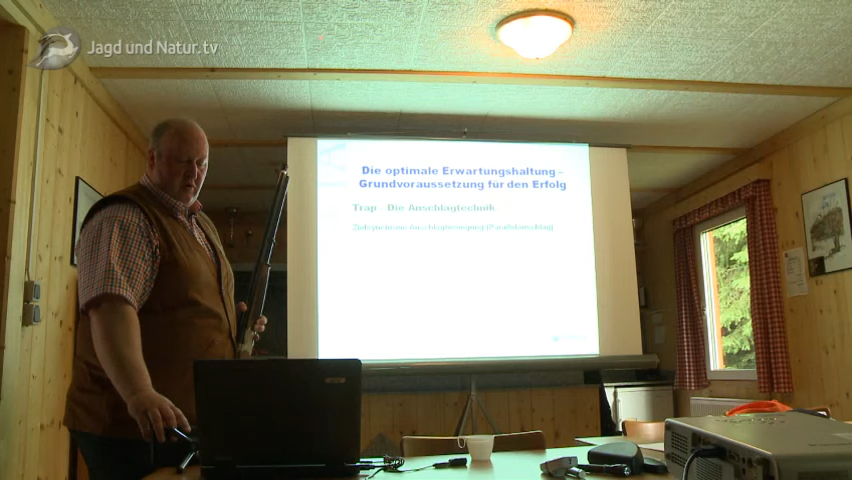 Jagd und Natur.tv
Die optimale Erwartungshaltung –
Grundvoraussetzung für den Erfolg
Trap - Die Anschlagtechnik